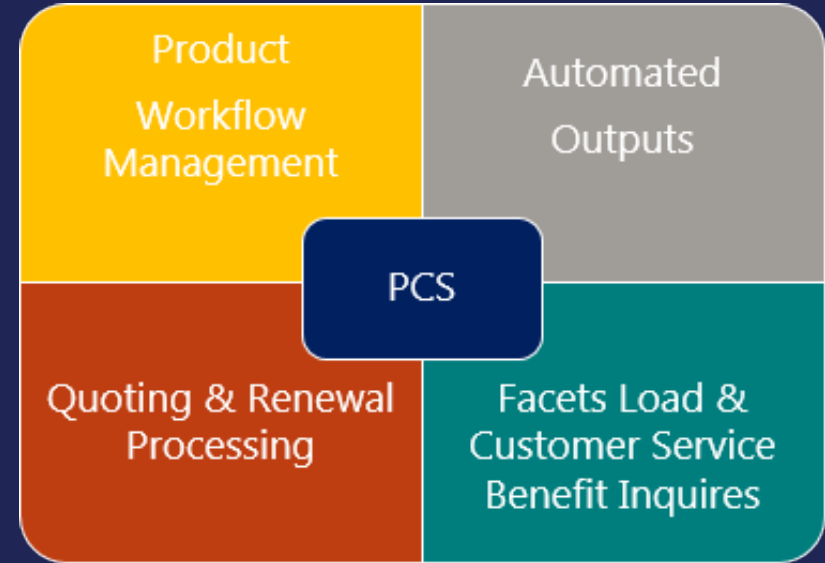 Product
Workflow
Management
Automated
Outputs
PCS
Quoting & Renewal
Processing
Facets Load &
Customer Service
Benefit Inquires